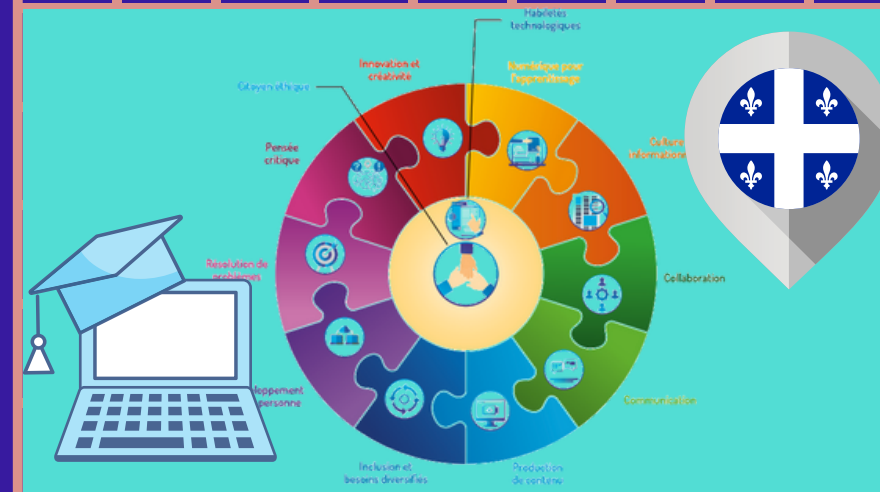 Habiletés
technologiques
Innovation et
créativité
Numérique pour
l'apprentissage
Citoyen éthique
Pensée
critique
Culture
Résolution de
problèmes
Collaboration
personne
Communication
Inclusion et
besoins diversifiés
Production
de contenu